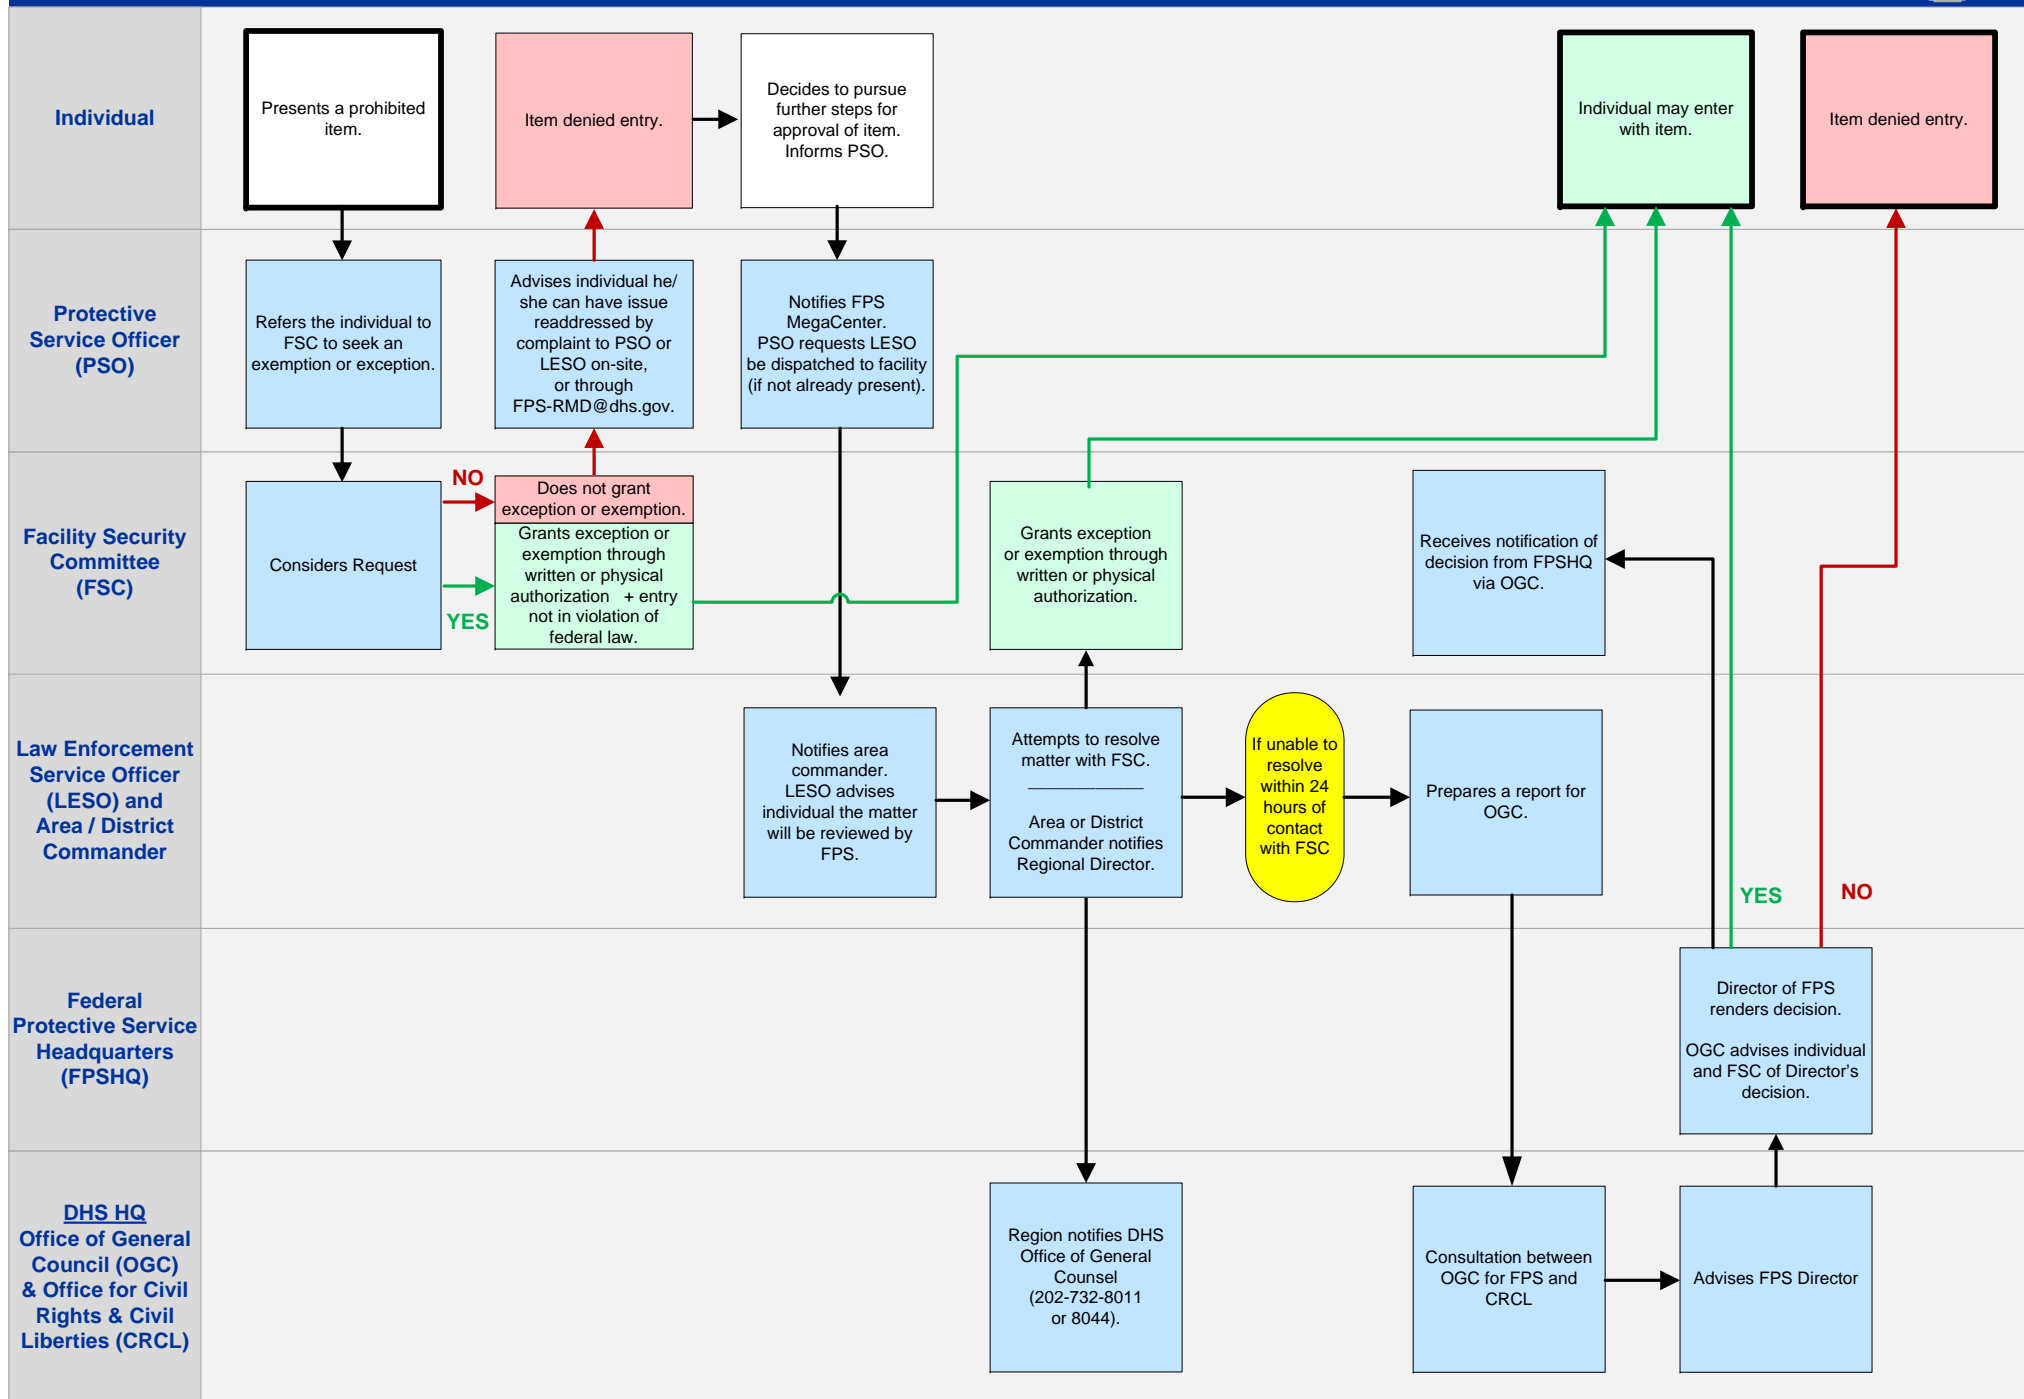 Individual
Presents a prohibited
item.
Item denied entry.
Decides to pursue
further steps for
approval of item.
Informs PSO.
Individual may enter
with item.
Item denied entry.
Protective
Service Officer
(PSO)
Refers the individual to
FSC to seek an
exemption or exception.
Advises individual he/
she can have issue
readdressed by
complaint to PSO or
LESO on-site,
or through
FPS-RMD@dhs.gov.
Notifies FPS
MegaCenter.
PSO requests LESO
be dispatched to facility
(if not already present).
Facility Security
Committee
(FSC)
Considers Request
NO
YES
Does not grant
exception or exemption.
Grants exception or
exemption through
written or physical
authorization + entry
not in violation of
federal law.
Grants exception
or exemption through
written or physical
authorization.
Receives notification of
decision from FPSHQ
via OGC.
Law Enforcement
Service Officer
(LESO) and
Area / District
Commander
Notifies area
commander.
LESO advises
individual the matter
will be reviewed by
FPS.
Attempts to resolve
matter with FSC.
Area or District
Commander notifies
Regional Director.
If unable to
resolve
within 24
hours of
contact
with FSC
Prepares a report for
OGC.
YES
NO
Federal
Protective Service
Headquarters
(FPSHQ)
Director of FPS
renders decision.
OGC advises individual
and FSC of Director's
decision.
DHS HQ
Office of General
Council (OGC)
& Office for Civil
Rights & Civil
Liberties (CRCL)
Region notifies DHS
Office of General
Counsel
(202-732-8011
or 8044).
Consultation between
OGC for FPS and
CRCL
Advises FPS Director